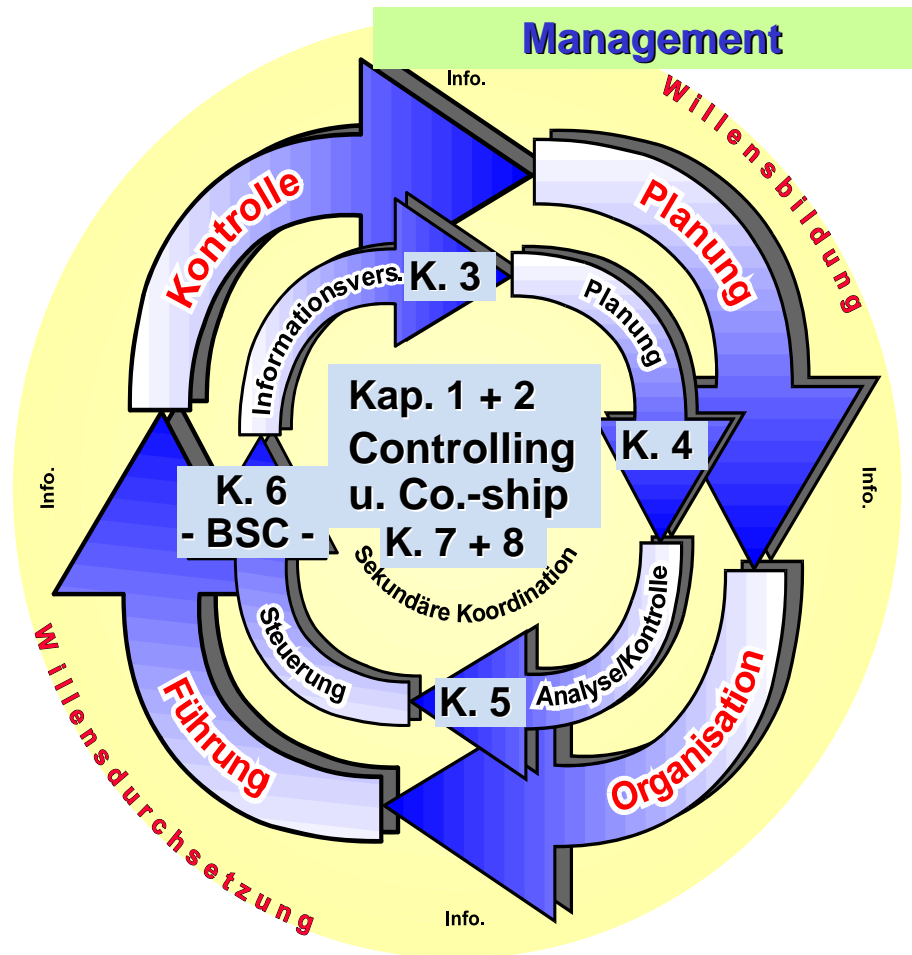 Management
Info.
Willensbildung
Kontrolle
Planung
Informationsvers.
K. 3
Planung
Kap. 1 + 2
Controlling
u. Co.-ship
K. 7 + 8
K. 4
K. 6
- BSC -
Info.
Info.
Sekundäre Koordination
Steuerung
Analyse/Kontrolle
K. 5
Führung
Organisation
Willensdurchsetzung
Info.